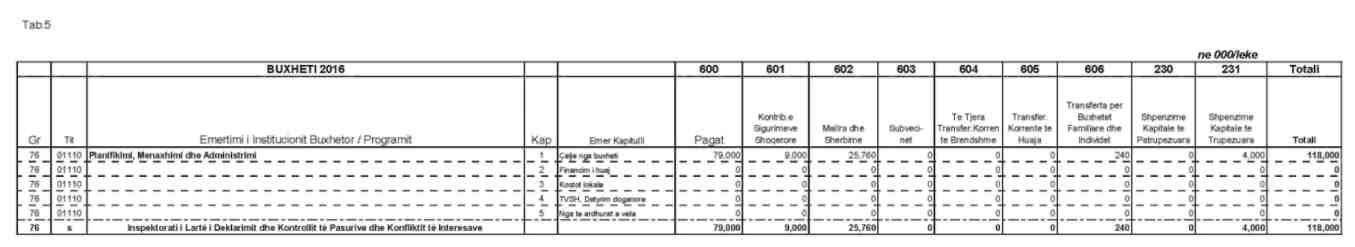 Tab.5
ne 000/leke
BUXHETI 2016 600 601 602 603 604 605 606 230 231 Totali
Gr Tit Emertimi i Institucionit Buxhetor / Programit Kap Emer Kapitulli Pagat Kontrib.e Sigurimeve Shoqerore Mallra dhe Sherbime Subvecionet Te Tjera Transfer.Korren te Brendshme Transfer. Korrente te Huaja Transferta per Buxhetet Familiare dhe Individet Shpenzime Kapitale te Patrupezuara Shpenzime Kapitale te Trupezuara Totali
76 01110 Planifikimi, Menaxhimi dhe Administrimi 1 Celje nga buxheti 79,000 9,000 25,760 0 0 0 240 0 4,000 118,000
76 01110 2 Financim i huaj 0 0 0 0 0 0 0 0 0 0
76 01110 3 Kostot lokale 0 0 0 0 0 0 0 0 0 0
76 01110 4 TVSH, Detyrim doganore 0 0 0 0 0 0 0 0 0 0
76 01110 5 Nga te ardhurat e veta 0 0 0 0 0 0 0 0 0 0
76 s Inspektorati i Lartë i Deklarimit dhe Kontrollit të Pasurive dhe Konfliktit të Interesave 79,000 9,000 25,760 0 0 0 240 0 4,000 118,000